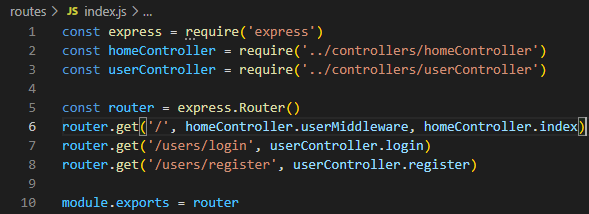 routes > JS index.js > ...
1 const express = require('express')
2 const homeController = require('../controllers/homeController')
3 const userController = require('../controllers/userController')
4
5 const router = express.Router()
6 router.get('/', homeController.userMiddleware, homeController.index)
7 router.get('/users/login', userController.login)
8 router.get('/users/register', userController.register)
9
10 module.exports = router